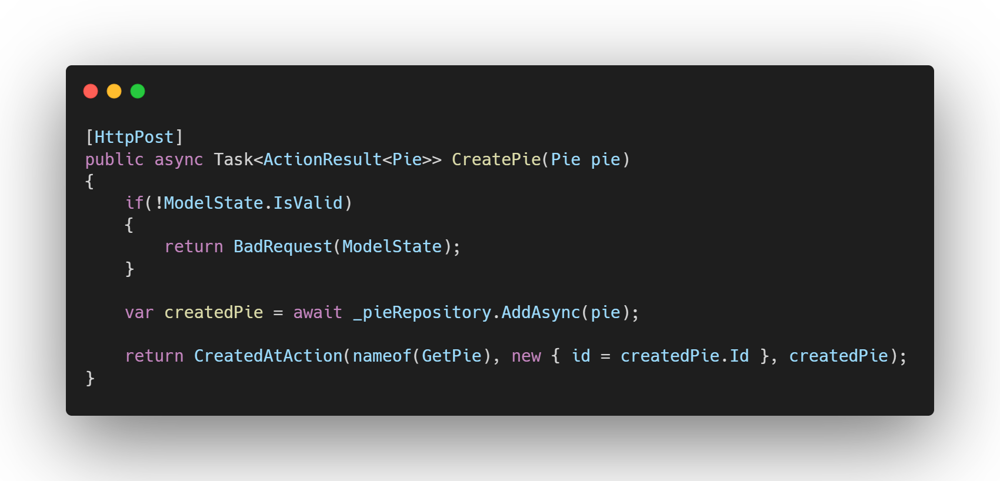 [HttpPost]
public async Task<ActionResult<Pie>> CreatePie(Pie pie)
{
    if(!ModelState.IsValid)
    {
        return BadRequest(ModelState);
    }

    var createdPie = await _pieRepository.AddAsync(pie);

    return CreatedAtAction(nameof(GetPie), new { id = createdPie.Id }, createdPie);
}